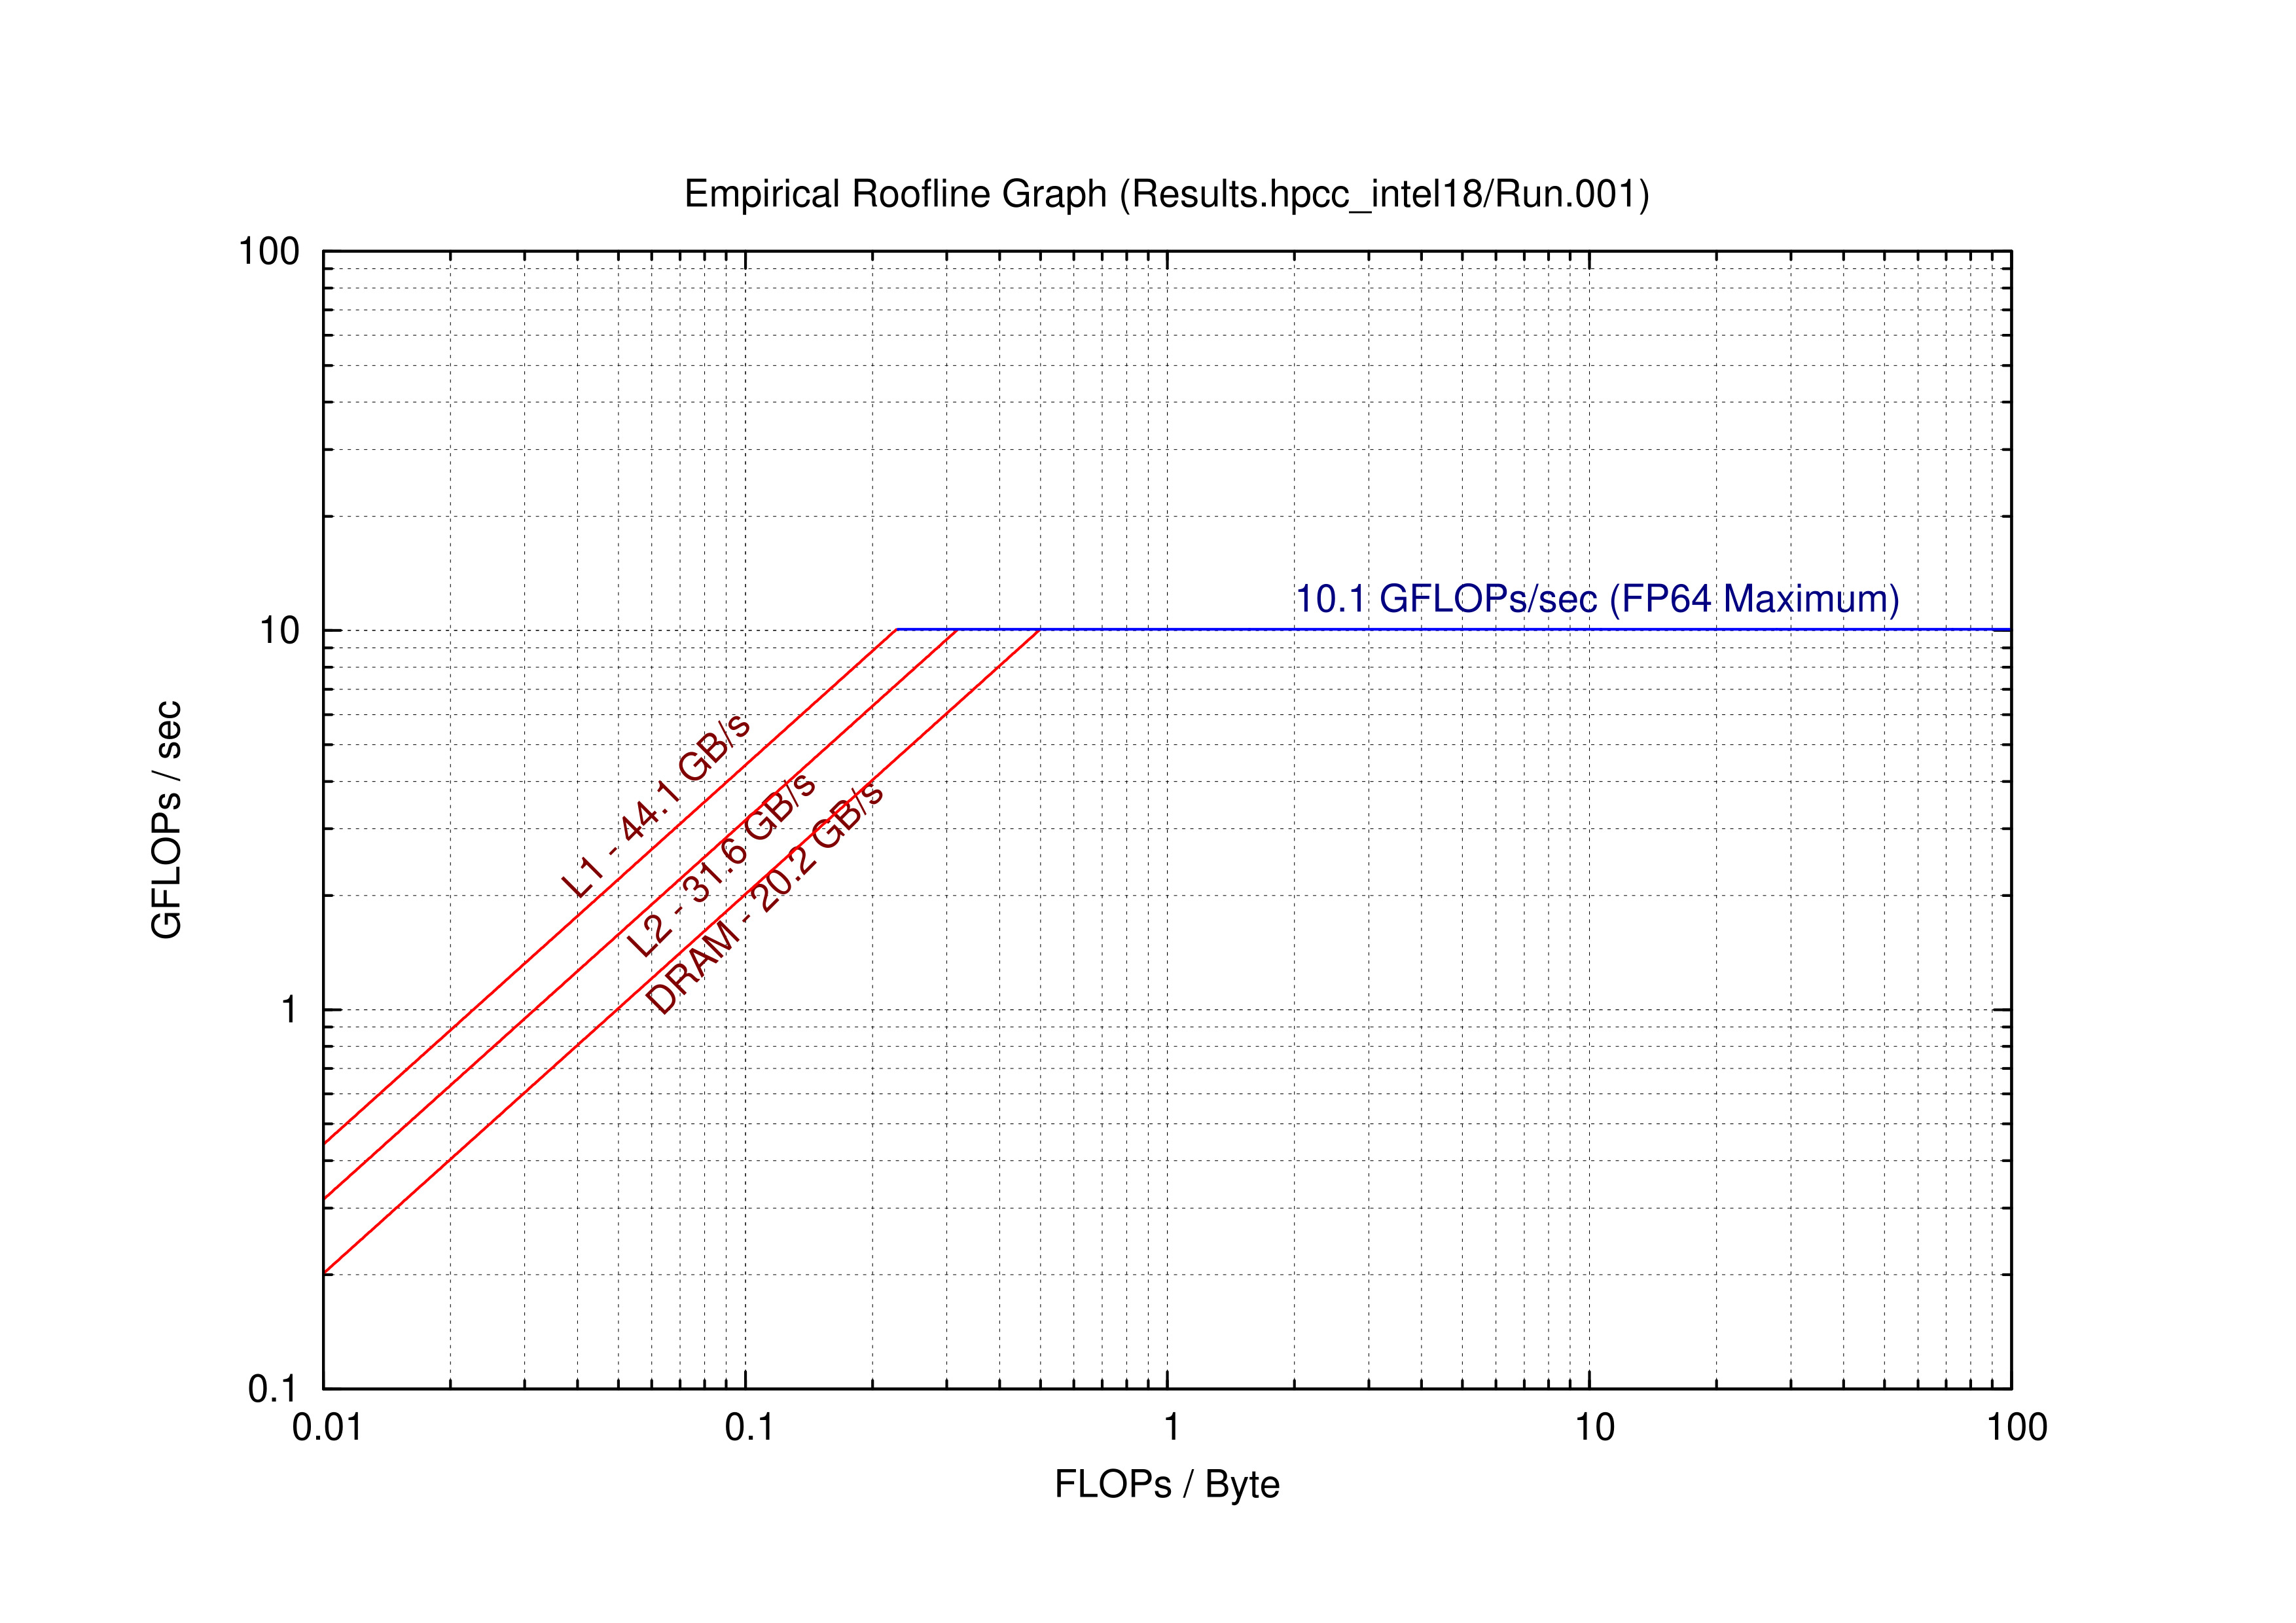 Empirical Roofline Graph (Results.hpcc_intel18/Run.001)
100
10
1
0.1
GFLOPs / sec
10.1 GFLOPs/sec (FP64 Maximum)
L1 - 44.1 GB/s
L2 - 31.6 GB/s
DRAM - 20.2 GB/s
0.01
0.1
1
10
100
FLOPs / Byte